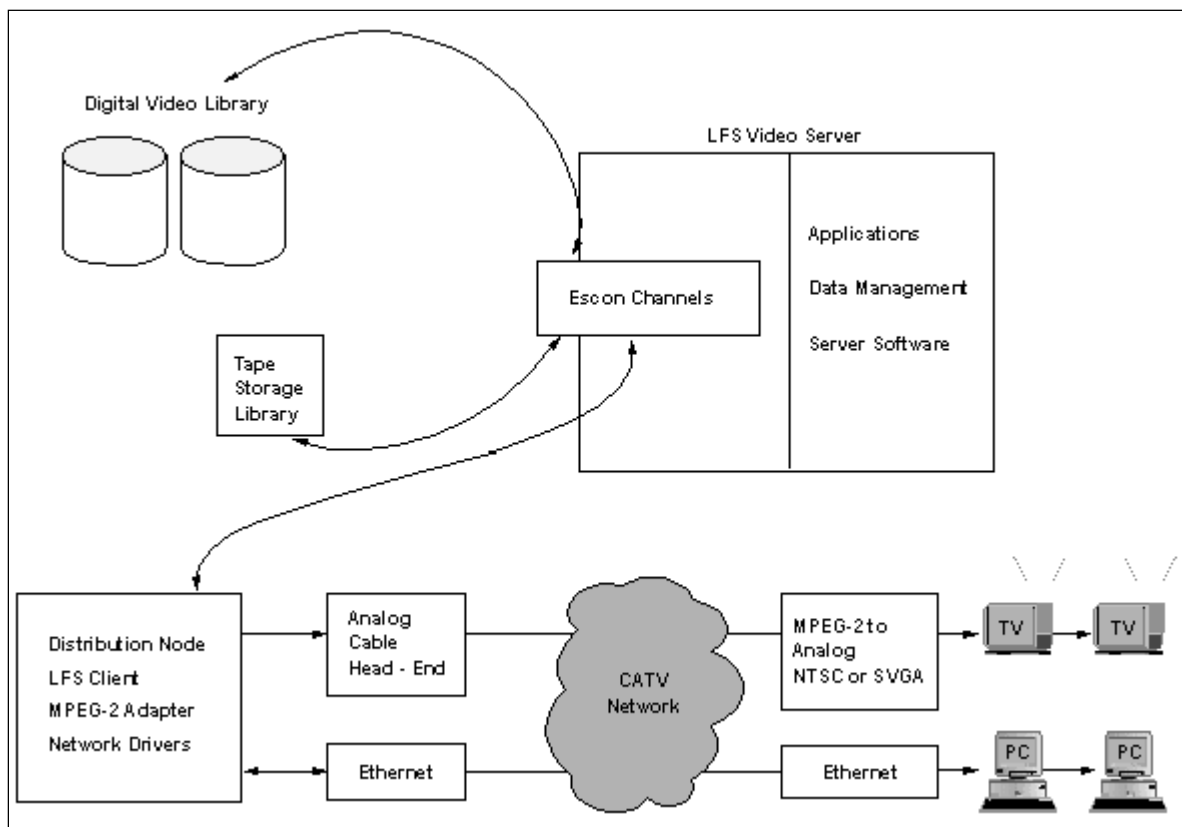 Digital Video Library
LFS Video Server
Applications
Data Management
Server Software
Escon Channels
Tape
Storage
Library
Distribution Node
LFS Client
MPEG-2 Adapter
Network Drivers
Analog
Cable
Head - End
Ethernet
CATV
Network
MPEG-2 to
Analog
NTSC or SVGA
Ethernet
TV
TV
PC
PC